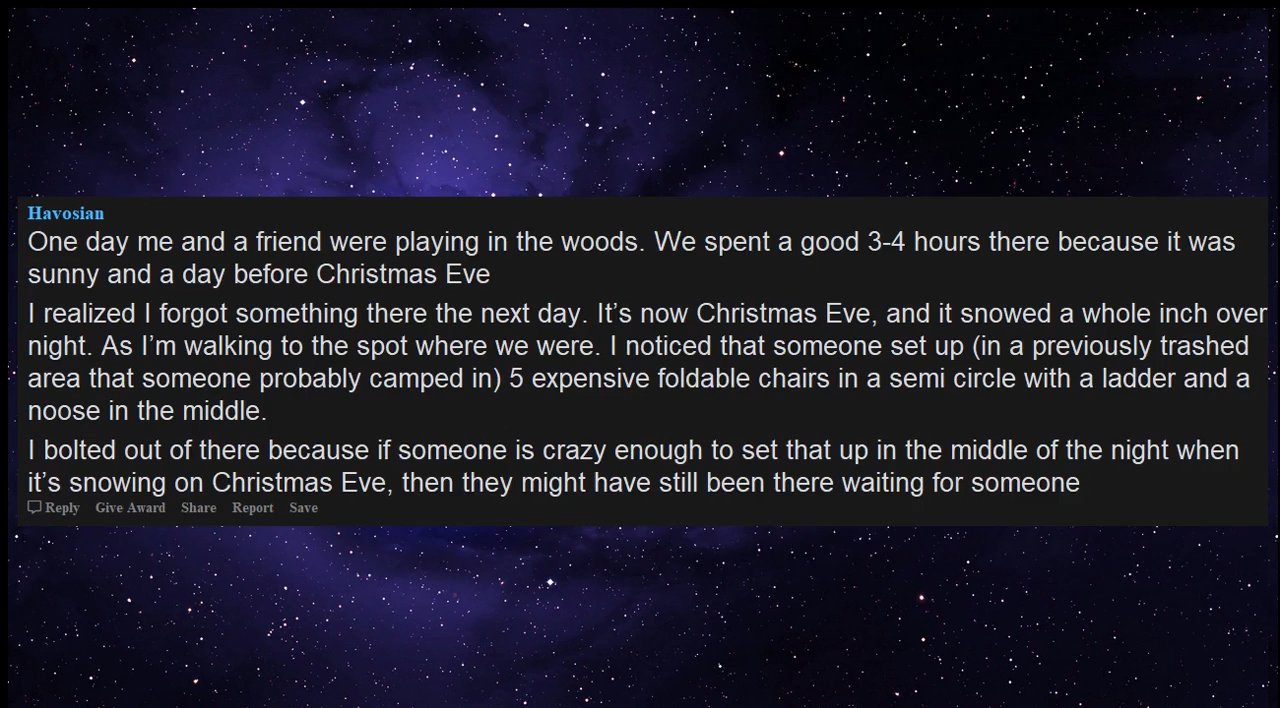 Havosian
One day me and a friend were playing in the woods. We spent a good 3-4 hours there because it was
sunny and a day before Christmas Eve
I realized I forgot something there the next day. It’s now Christmas Eve, and it snowed a whole inch over
night. As I’m walking to the spot where we were. I noticed that someone set up (in a previously trashed
area that someone probably camped in) 5 expensive foldable chairs in a semi circle with a ladder and a
noose in the middle.
I bolted out of there because if someone is crazy enough to set that up in the middle of the night when
it’s snowing on Christmas Eve, then they might have still been there waiting for someone
Reply Give Award Share Report Save